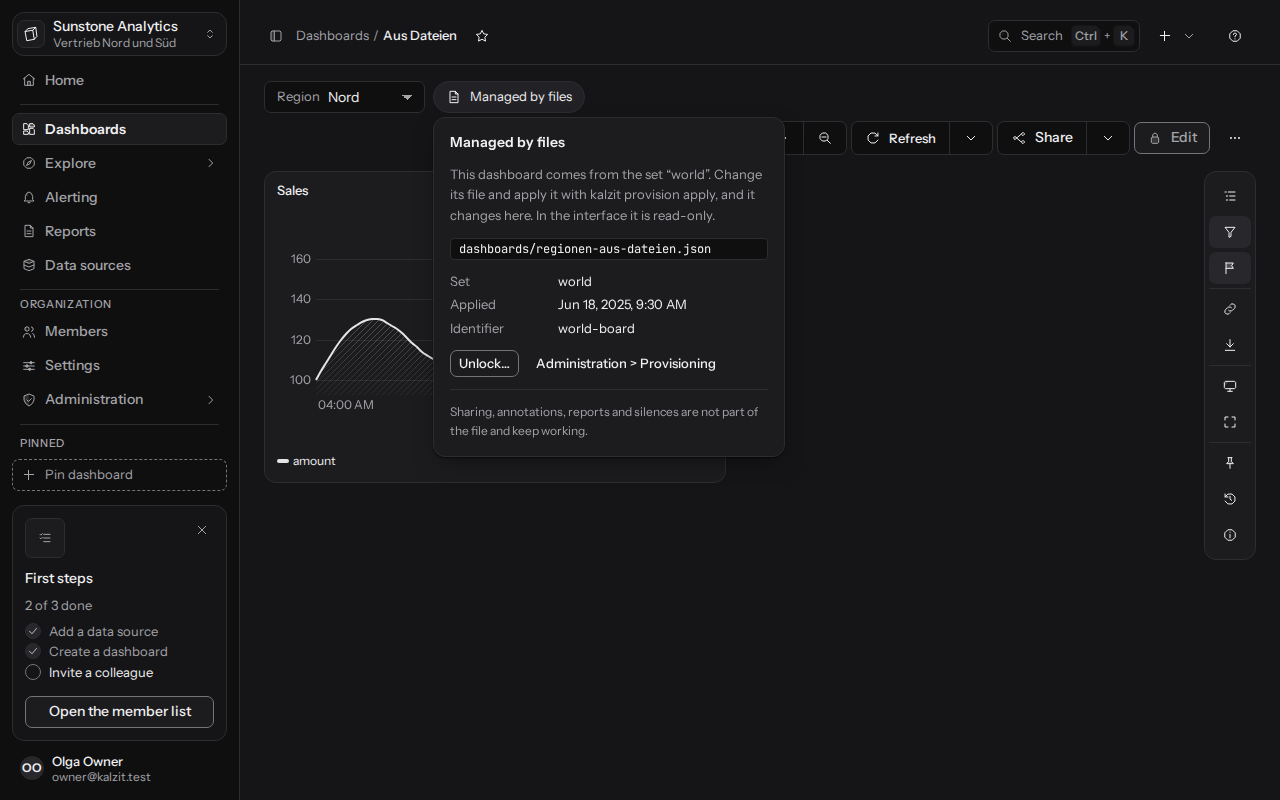 Sunstone Analytics
Vertrieb Nord und Süd
Home
Dashboards
Explore
Alerting
Reports
Data sources
ORGANIZATION
Members
Settings
Administration
PINNED
Pin dashboard
First steps
2 of 3 done
Add a data source
Create a dashboard
Invite a colleague
Open the member list
OO
Olga Owner
owner@kalzit.test
Dashboards / Aus Dateien
Search Ctrl + K
Region Nord
Managed by files
Refresh
Share
Edit
Sales
160
140
120
100
04:00 AM
amount
Managed by files
This dashboard comes from the set “world”. Change
its file and apply it with kalzit provision apply, and it
changes here. In the interface it is read-only.
dashboards/regionen-aus-dateien.json
Set world
Applied Jun 18, 2025, 9:30 AM
Identifier world-board
Unlock...
Administration > Provisioning
Sharing, annotations, reports and silences are not part of
the file and keep working.